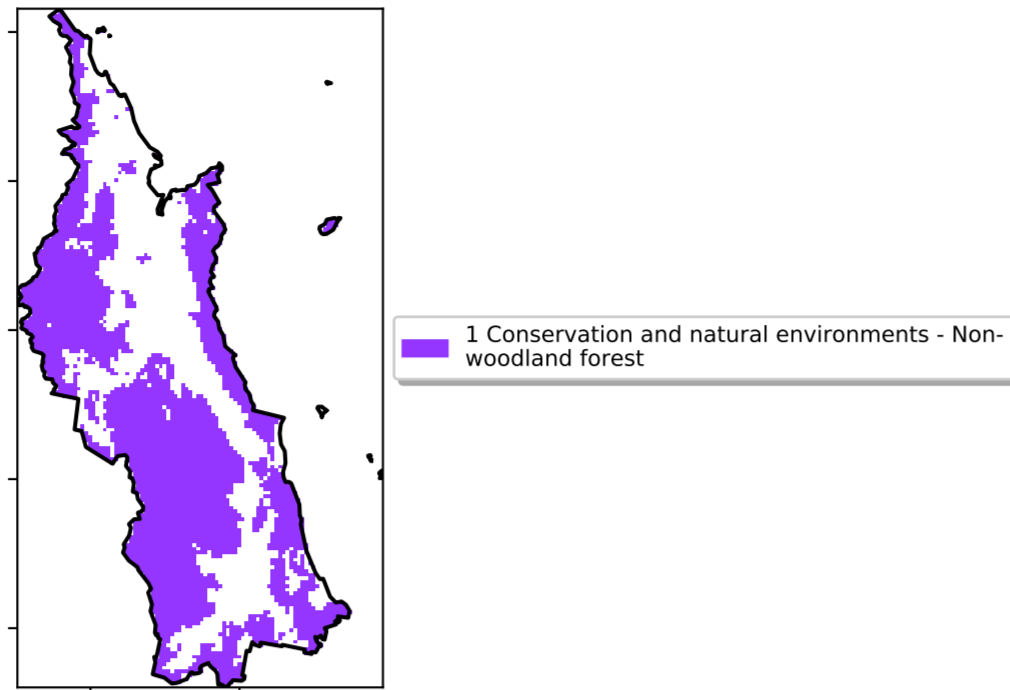 1 Conservation and natural environments - Non-
woodland forest